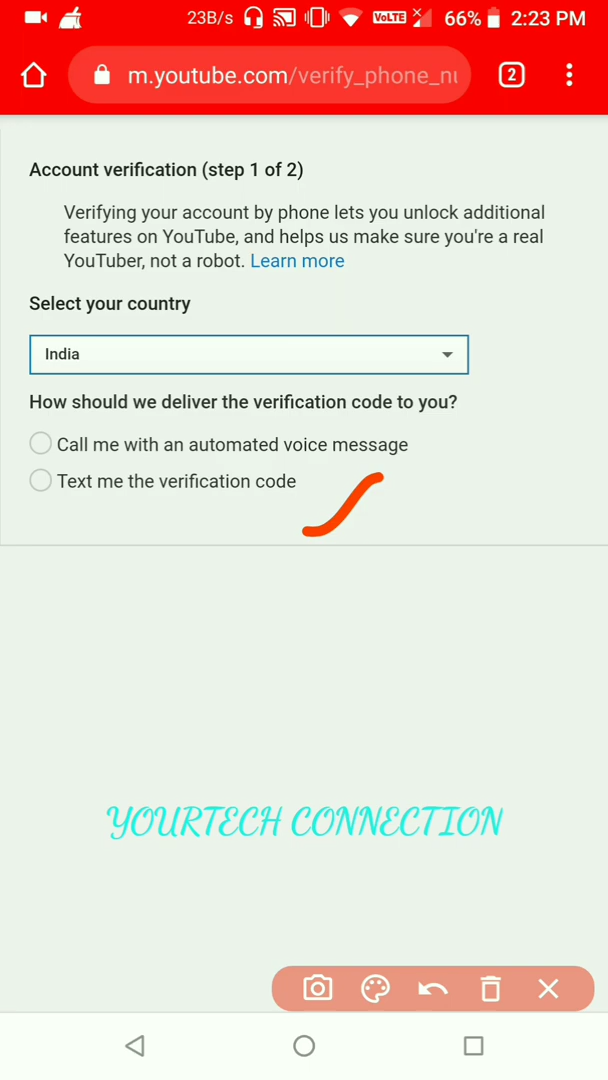 23B/s VoLTE 66% 2:23 PM
m.youtube.com/verify_phone_nu
2
Account verification (step 1 of 2)
Verifying your account by phone lets you unlock additional
features on YouTube, and helps us make sure you're a real
YouTuber, not a robot. Learn more
Select your country
India
How should we deliver the verification code to you?
Call me with an automated voice message
Text me the verification code
YOURTECH CONNECTION